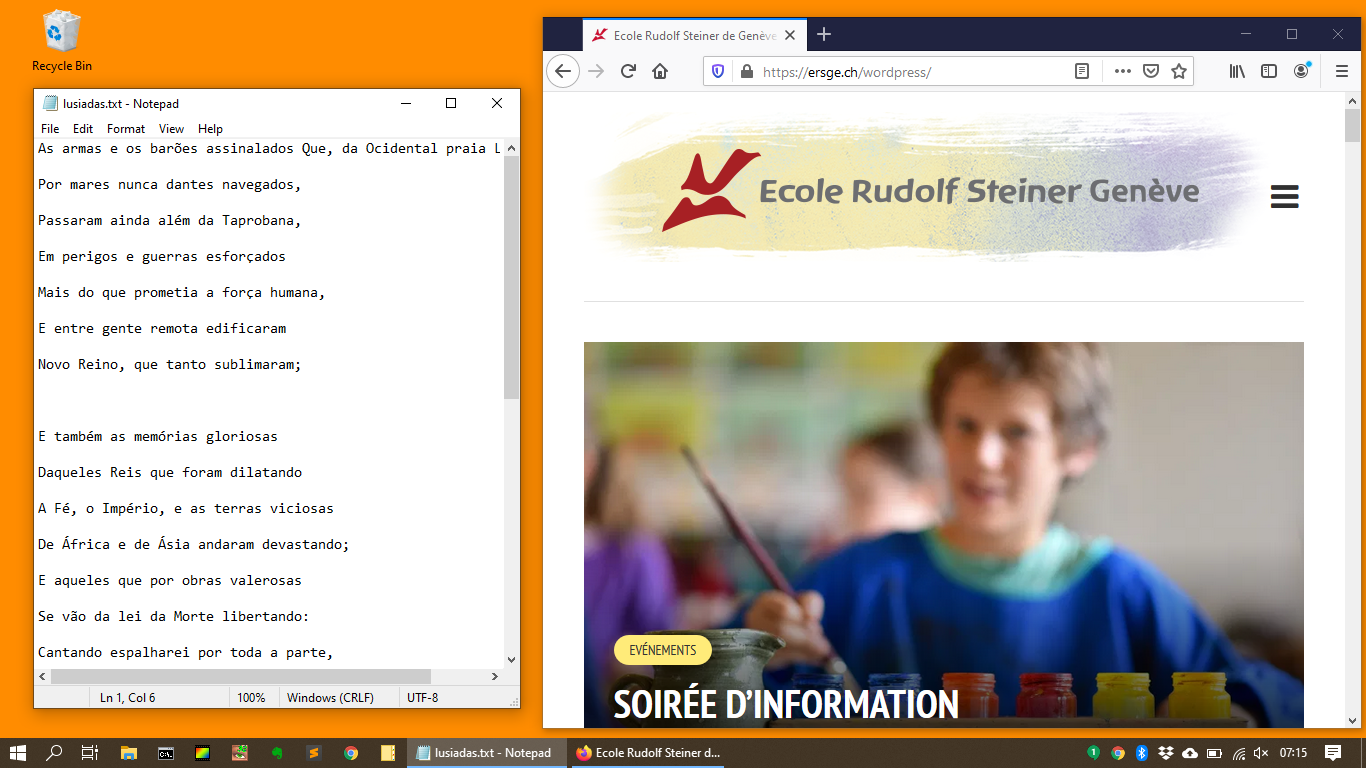 Recycle Bin
lusiadas.txt - Notepad
File Edit Format View Help
As armas e os barões assinalados Que, da Ocidental praia L
Por mares nunca dantes navegados,
Passaram ainda além da Taprobana,
Em perigos e guerras esforçados
Mais do que prometia a força humana,
E entre gente remota edificaram
Novo Reino, que tanto sublimaram;
E também as memórias gloriosas
Daqueles Reis que foram dilatando
A Fé, o Império, e as terras viciosas
De África e de Ásia andaram devastando;
E aqueles que por obras valerosas
Se vão da lei da Morte libertando:
Cantando espalharei por toda a parte,
Ln 1, Col 6 100% Windows (CRLF) UTF-8
Ecole Rudolf Steiner de Genève
https://ersge.ch/wordpress/
Ecole Rudolf Steiner Genève
EVÉNEMENTS
SOIRÉE D'INFORMATION
lusiadas.txt - Notepad
Ecole Rudolf Steiner d...
1
07:15